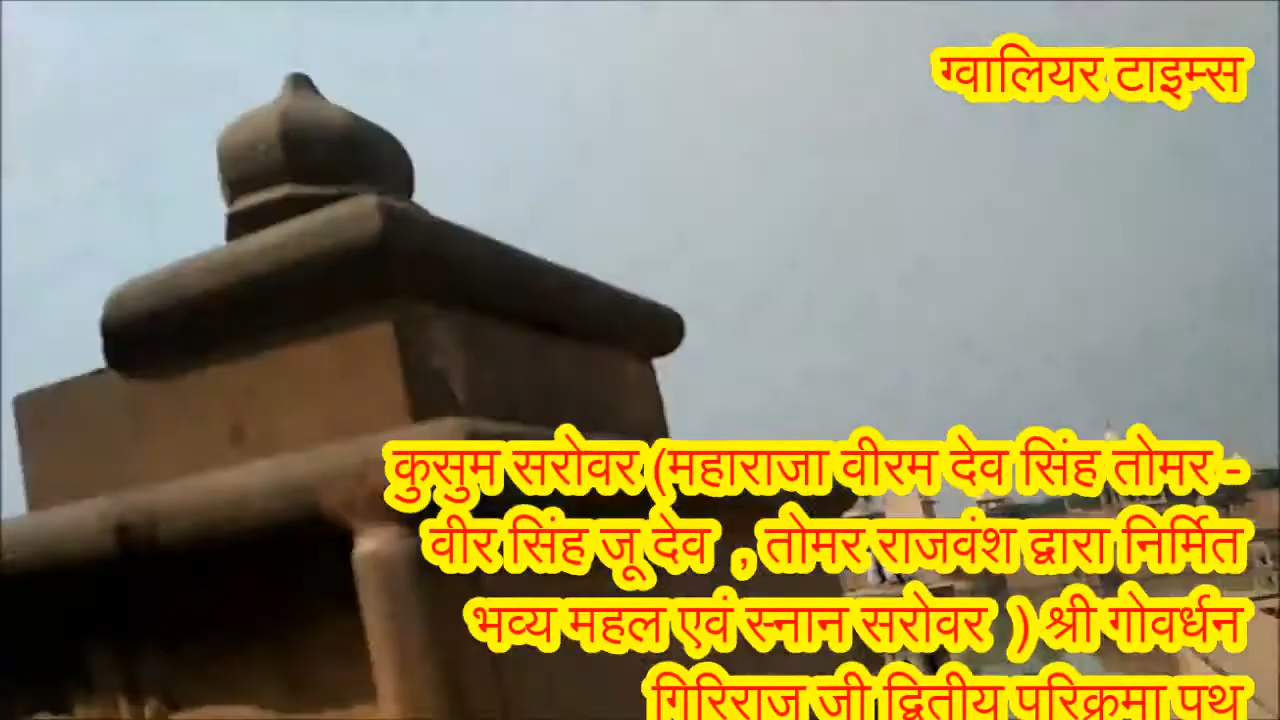 ग्वालियर टाइम्स
कुसुम सरोवर (महाराजा वीरम देव सिंह तोमर -
वीर सिंह जू देव , तोमर राजवंश द्वारा निर्मित
भव्य महल एवं स्नान सरोवर ) श्री गोवर्धन
गिरिराज जी द्वितीय परिक्रमा पथ